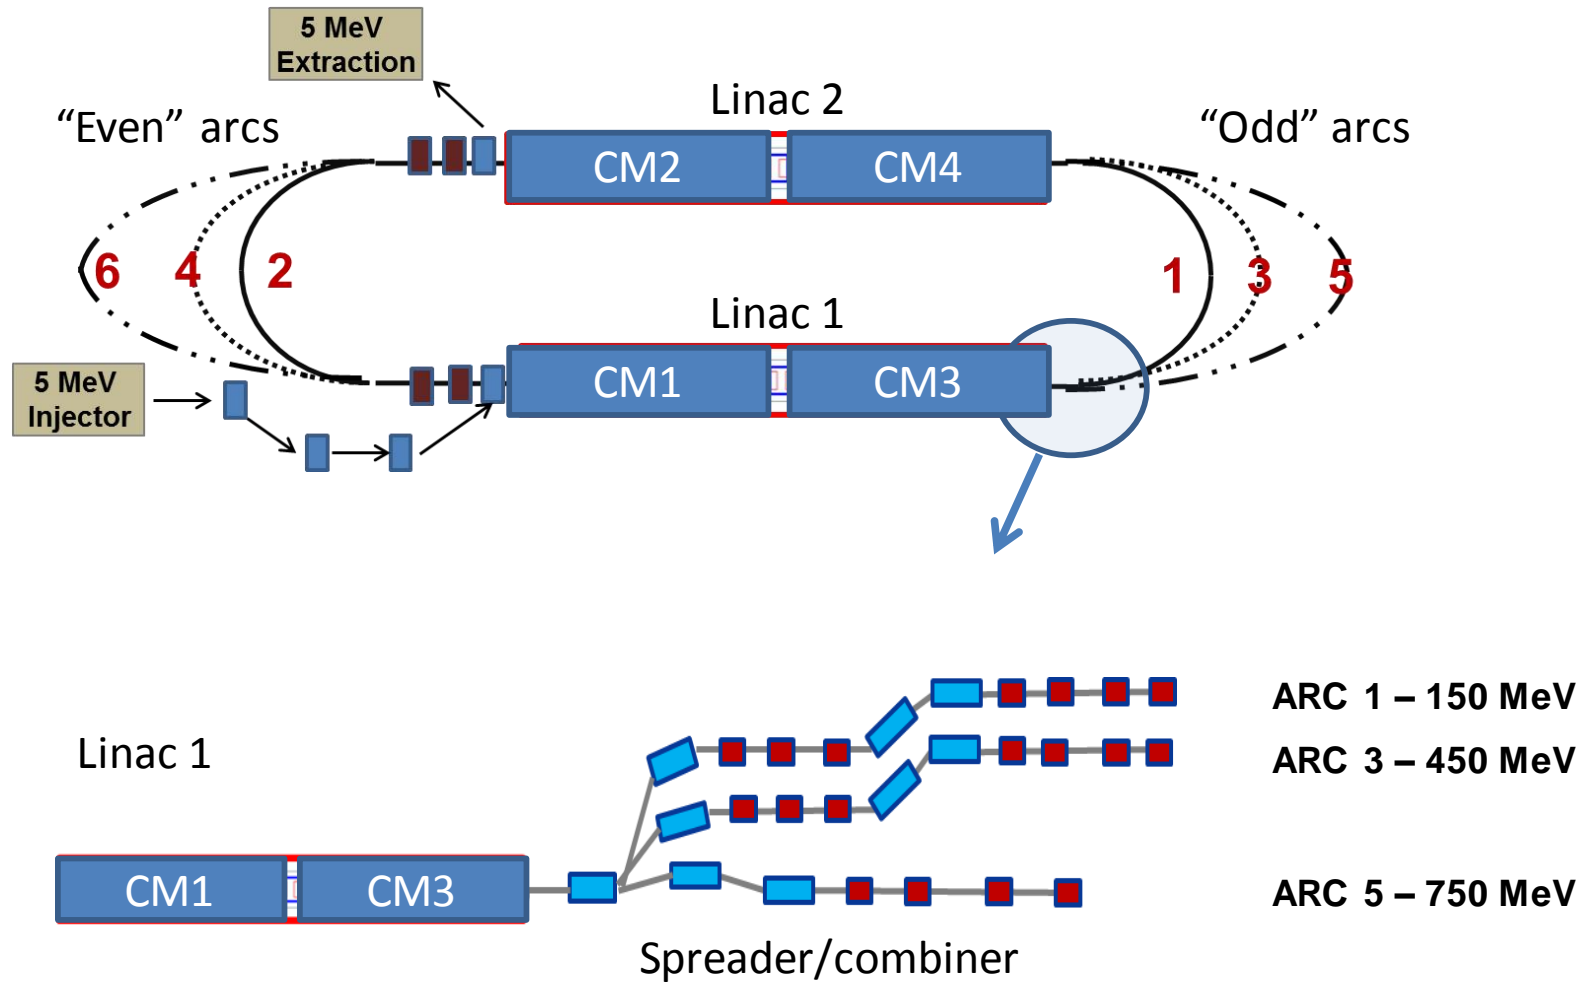 5 MeV
Extraction
Linac 2
“Even” arcs
“Odd” arcs
CM2
CM4
6
4
2
1
3
5
Linac 1
5 MeV
Injector
CM1
CM3
ARC 1 – 150 MeV
Linac 1
ARC 3 – 450 MeV
CM1
CM3
ARC 5 – 750 MeV
Spreader/combiner